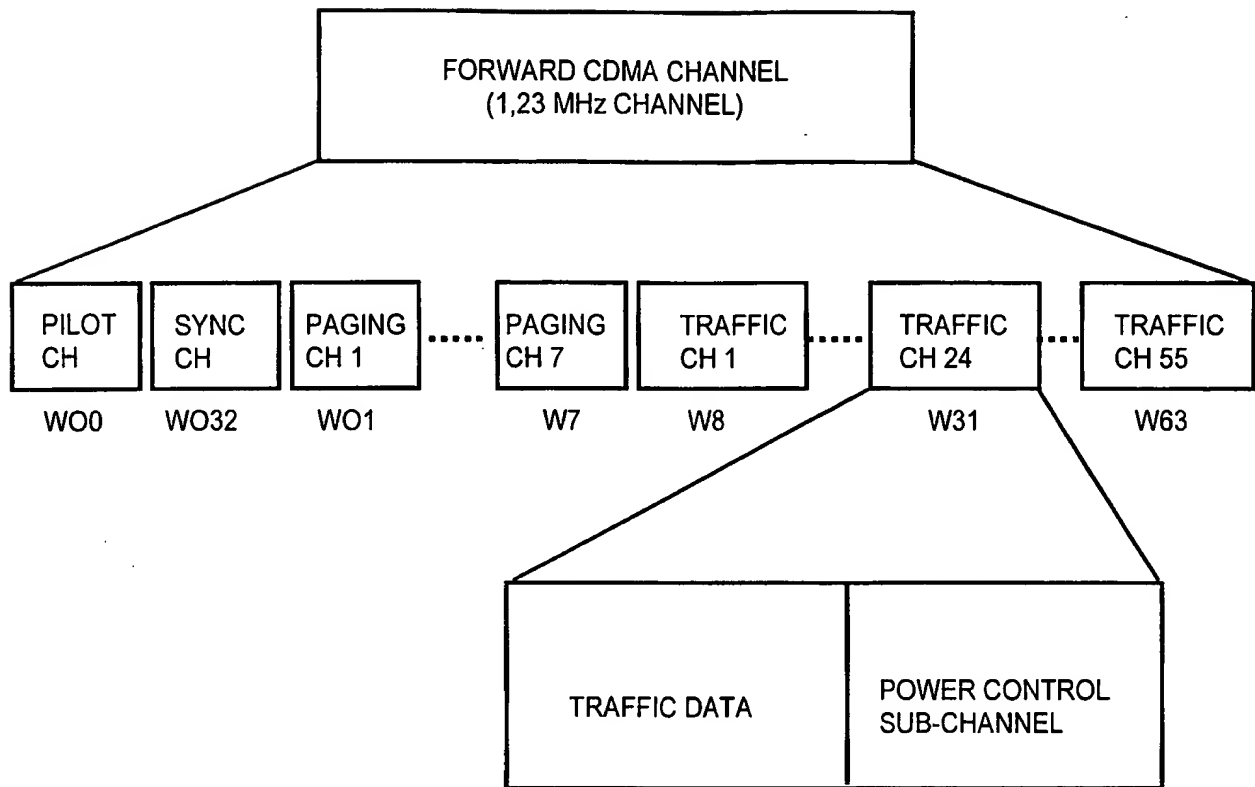 FORWARD CDMA CHANNEL
(1,23 MHz CHANNEL)
PILOT
CH
SYNC
CH
PAGING
CH 1
PAGING
CH 7
TRAFFIC
CH 1
TRAFFIC
CH 24
TRAFFIC
CH 55
WO0
WO32
WO1
W7
W8
W31
W63
TRAFFIC DATA
POWER CONTROL
SUB-CHANNEL